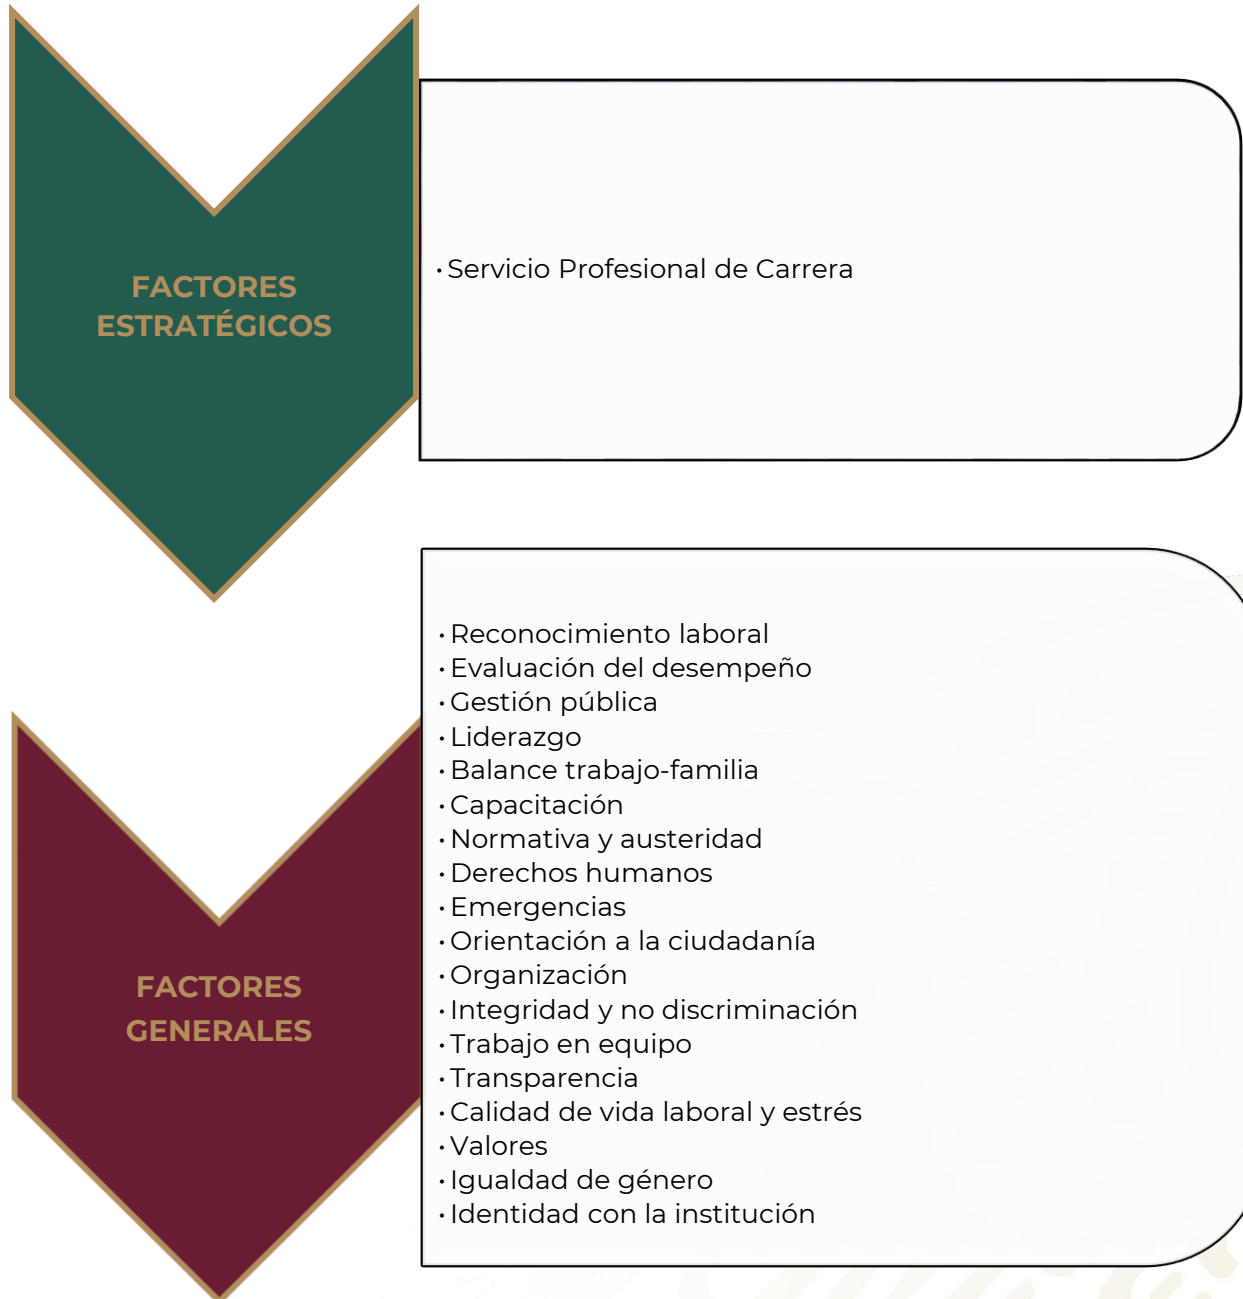 FACTORES
ESTRATÉGICOS
· Servicio Profesional de Carrera
FACTORES
GENERALES
· Reconocimiento laboral
· Evaluación del desempeño
· Gestión pública
· Liderazgo
· Balance trabajo-familia
· Capacitación
· Normativa y austeridad
· Derechos humanos
· Emergencias
· Orientación a la ciudadanía
· Organización
· Integridad y no discriminación
· Trabajo en equipo
· Transparencia
· Calidad de vida laboral y estrés
· Valores
· Igualdad de género
· Identidad con la institución